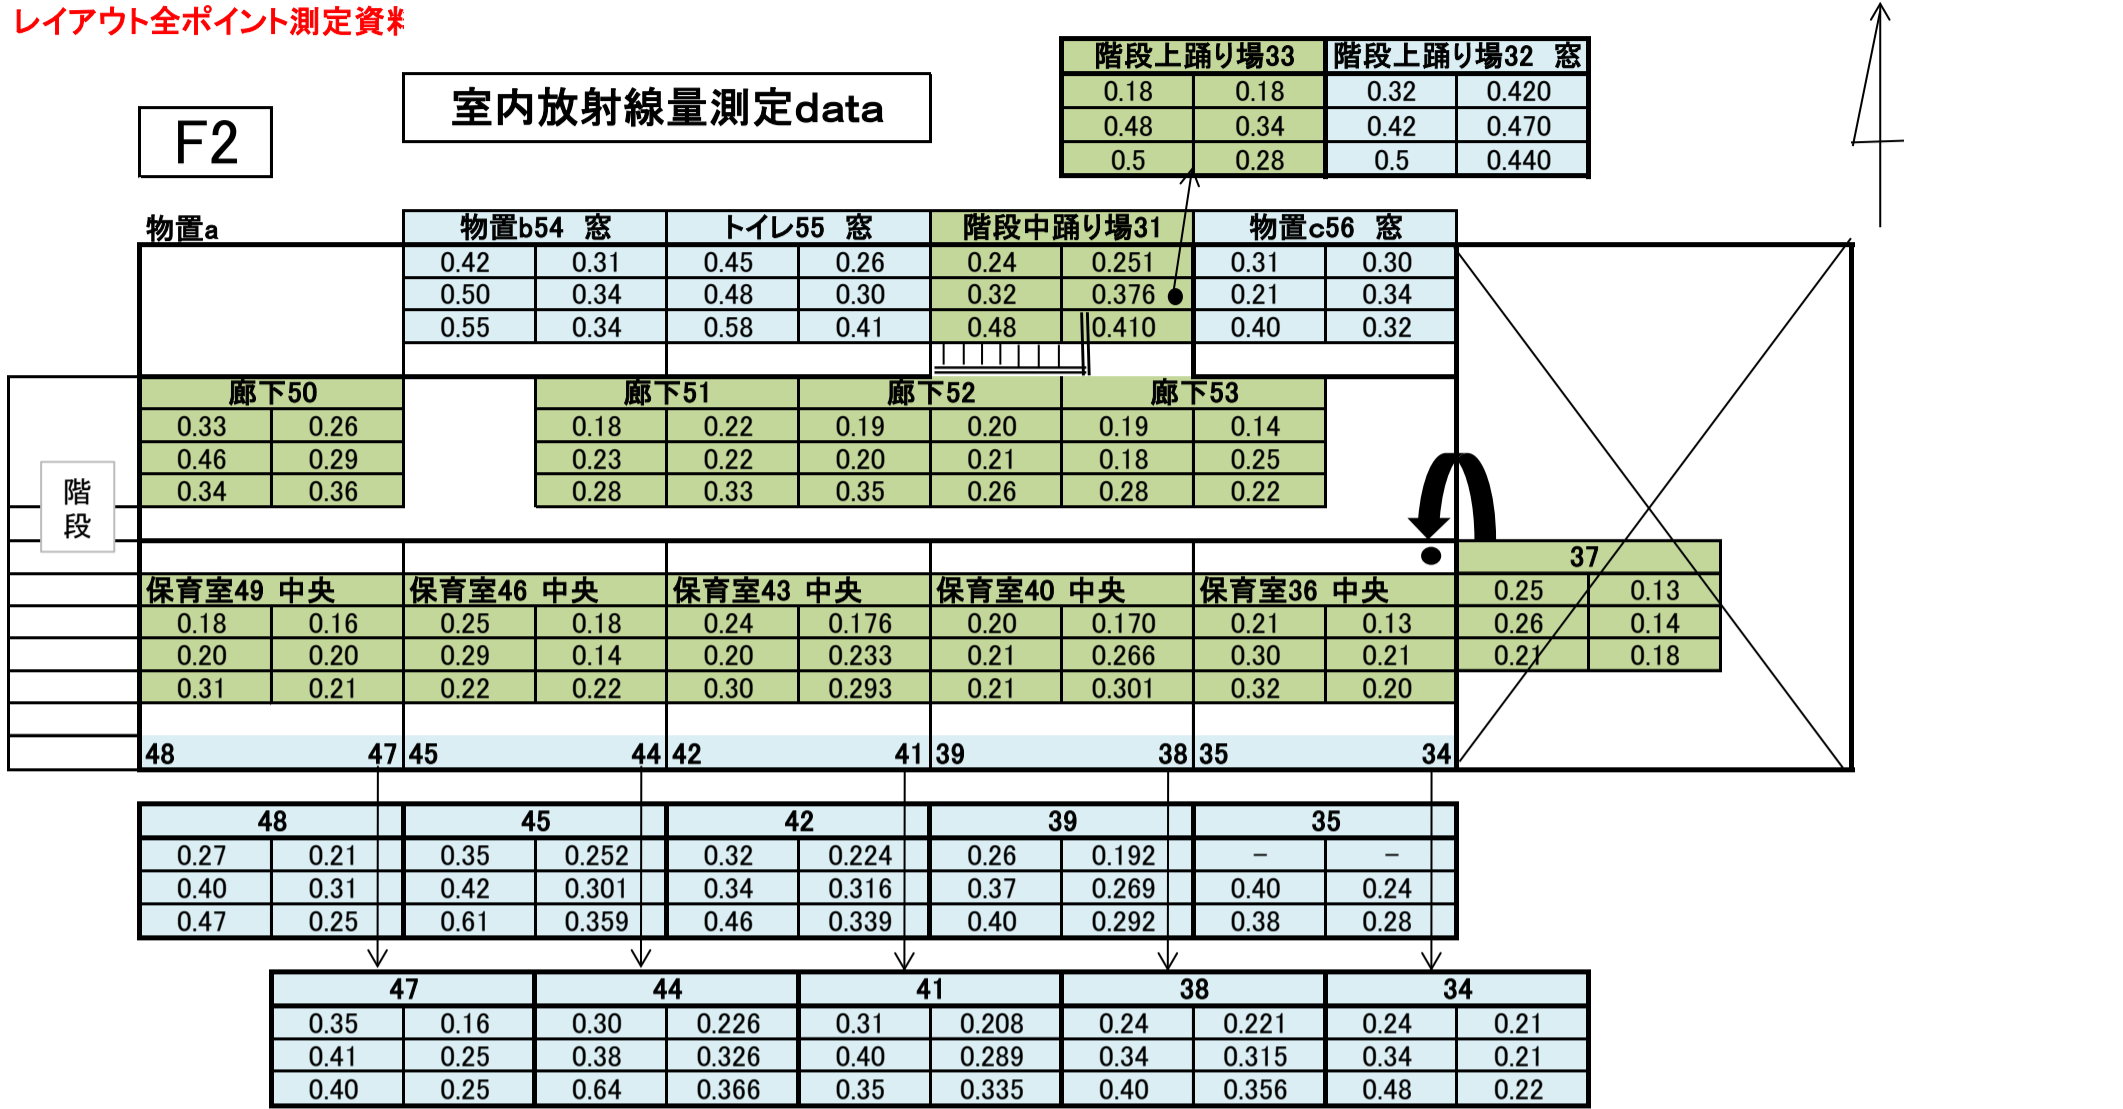 レイアウト全ポイント測定資料
階段上踊り場33 階段上踊り場32 窓
0.18 0.18 0.32 0.420
0.48 0.34 0.42 0.470
0.5 0.28 0.5 0.440
室内放射線量測定data
F2
物置a 物置b54 窓 トイレ55 窓 階段中踊り場31 物置c56 窓
0.42 0.31 0.45 0.26 0.24 0.251 0.31 0.30
0.50 0.34 0.48 0.30 0.32 0.376 0.21 0.34
0.55 0.34 0.58 0.41 0.48 0.410 0.40 0.32
廊下50 廊下51 廊下52 廊下53
0.33 0.26 0.18 0.22 0.19 0.20 0.19 0.14
0.46 0.29 0.23 0.22 0.20 0.21 0.18 0.25
0.34 0.36 0.28 0.33 0.35 0.26 0.28 0.22
階
段
37
保育室49 中央 保育室46 中央 保育室43 中央 保育室40 中央 保育室36 中央 0.25 0.13
0.18 0.16 0.25 0.18 0.24 0.176 0.20 0.170 0.21 0.13 0.26 0.14
0.20 0.20 0.29 0.14 0.20 0.233 0.21 0.266 0.30 0.21 0.21 0.18
0.31 0.21 0.22 0.22 0.30 0.293 0.21 0.301 0.32 0.20
48 47 45 44 42 41 39 38 35 34
48 45 42 39 35
0.27 0.21 0.35 0.252 0.32 0.224 0.26 0.192 − −
0.40 0.31 0.42 0.301 0.34 0.316 0.37 0.269 0.40 0.24
0.47 0.25 0.61 0.359 0.46 0.339 0.40 0.292 0.38 0.28
47 44 41 38 34
0.35 0.16 0.30 0.226 0.31 0.208 0.24 0.221 0.24 0.21
0.41 0.25 0.38 0.326 0.40 0.289 0.34 0.315 0.34 0.21
0.40 0.25 0.64 0.366 0.35 0.335 0.40 0.356 0.48 0.22